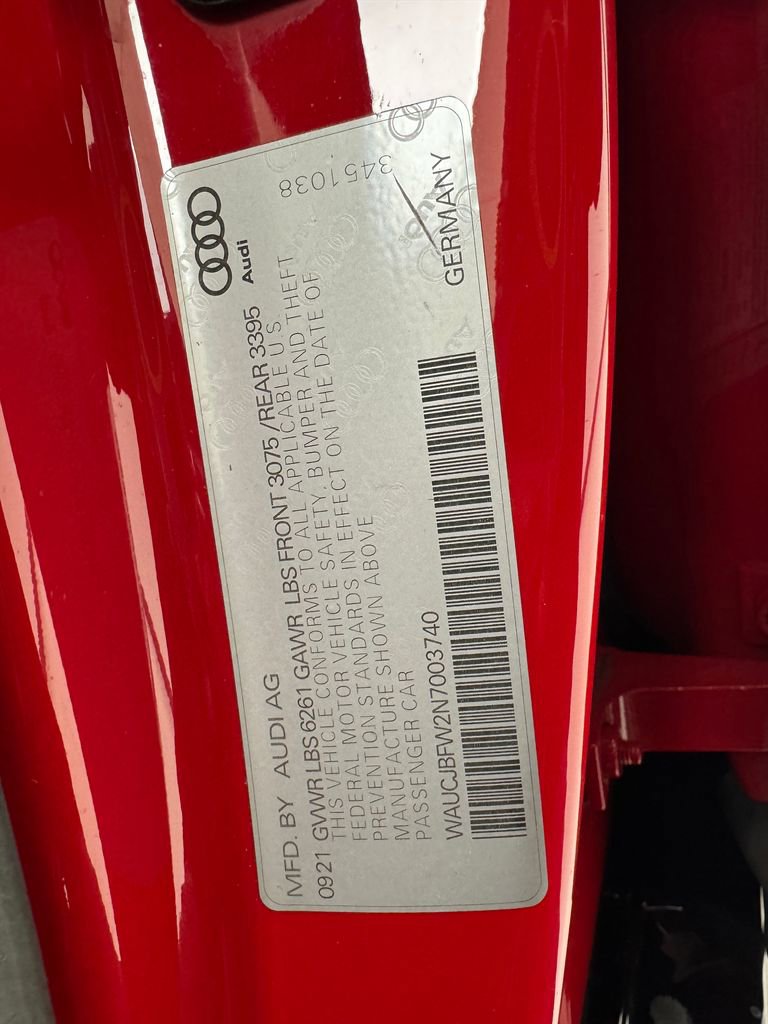 MFD. BY AUDI AG
Audi
0921 GVWR LBS 6261 GAWR LBS FRONT 3075 / REAR 3395
THIS VEHICLE CONFORMS TO ALL APPLICABLE U.S
FEDERAL MOTOR VEHICLE SAFETY, BUMPER AND THEFT
PREVENTION STANDARDS IN EFFECT ON THE DATE OF
MANUFACTURE SHOWN ABOVE
PASSENGER CAR
3451038
WAUCJBFW2N7003740
GERMANY